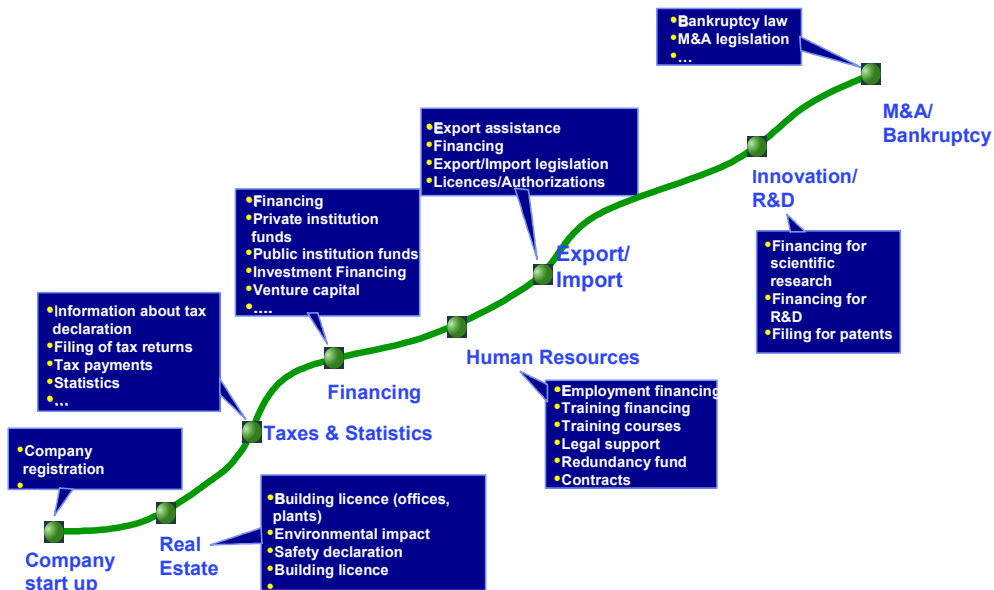 •Bankruptcy law
•M&A legislation
•...
M&A/
Bankruptcy
•Export assistance
•Financing
•Export/Import legislation
•Licences/Authorizations
Innovation/
R&D
•Financing for
scientific
research
•Financing for
R&D
•Filing for patents
•Financing
•Private institution
funds
•Public institution funds
•Investment Financing
•Venture capital
•....
Export/
Import
•Information about tax
declaration
•Filing of tax returns
•Tax payments
•Statistics
•...
Human Resources
•Employment financing
•Training financing
•Training courses
•Legal support
•Redundancy fund
•Contracts
Financing
Taxes & Statistics
•Company
registration
•
•Building licence (offices,
plants)
•Environmental impact
•Safety declaration
•Building licence
•
Real
Estate
Company
start up